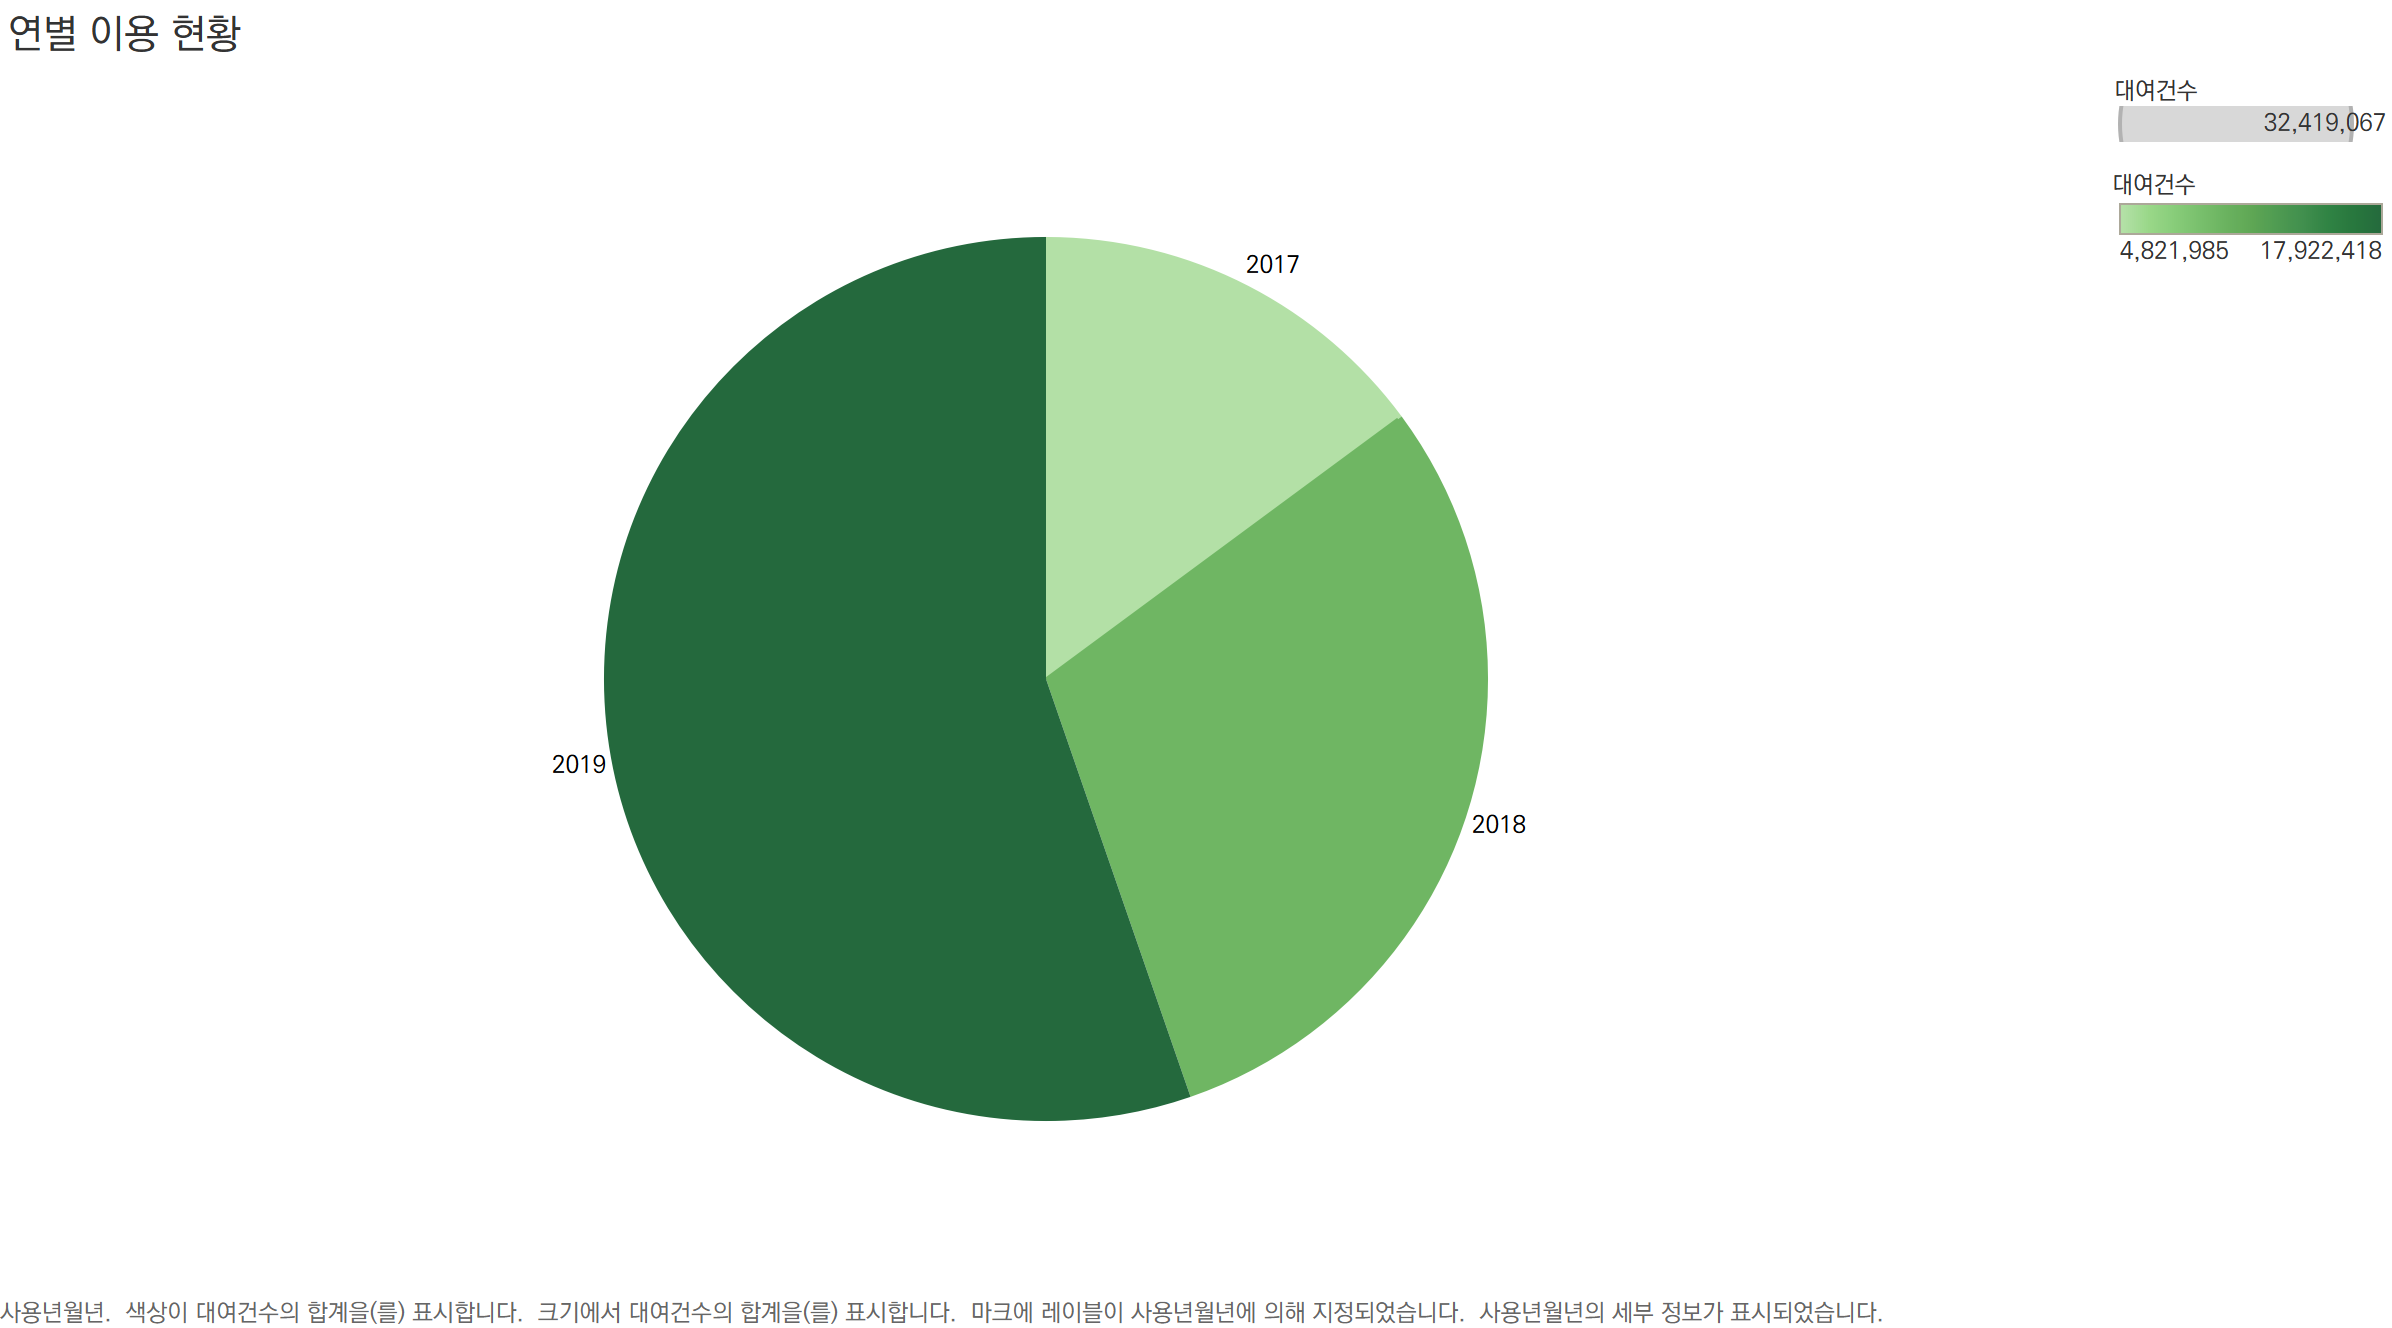 연별 이용 현황
대여건수
32,419,067
대여건수
4,821,985 17,922,418
2017
2019
2018
사용년월년. 색상이 대여건수의 합계을(를) 표시합니다. 크기에서 대여건수의 합계을(를) 표시합니다. 마크에 레이블이 사용년월년에 의해 지정되었습니다. 사용년월년의 세부 정보가 표시되었습니다.